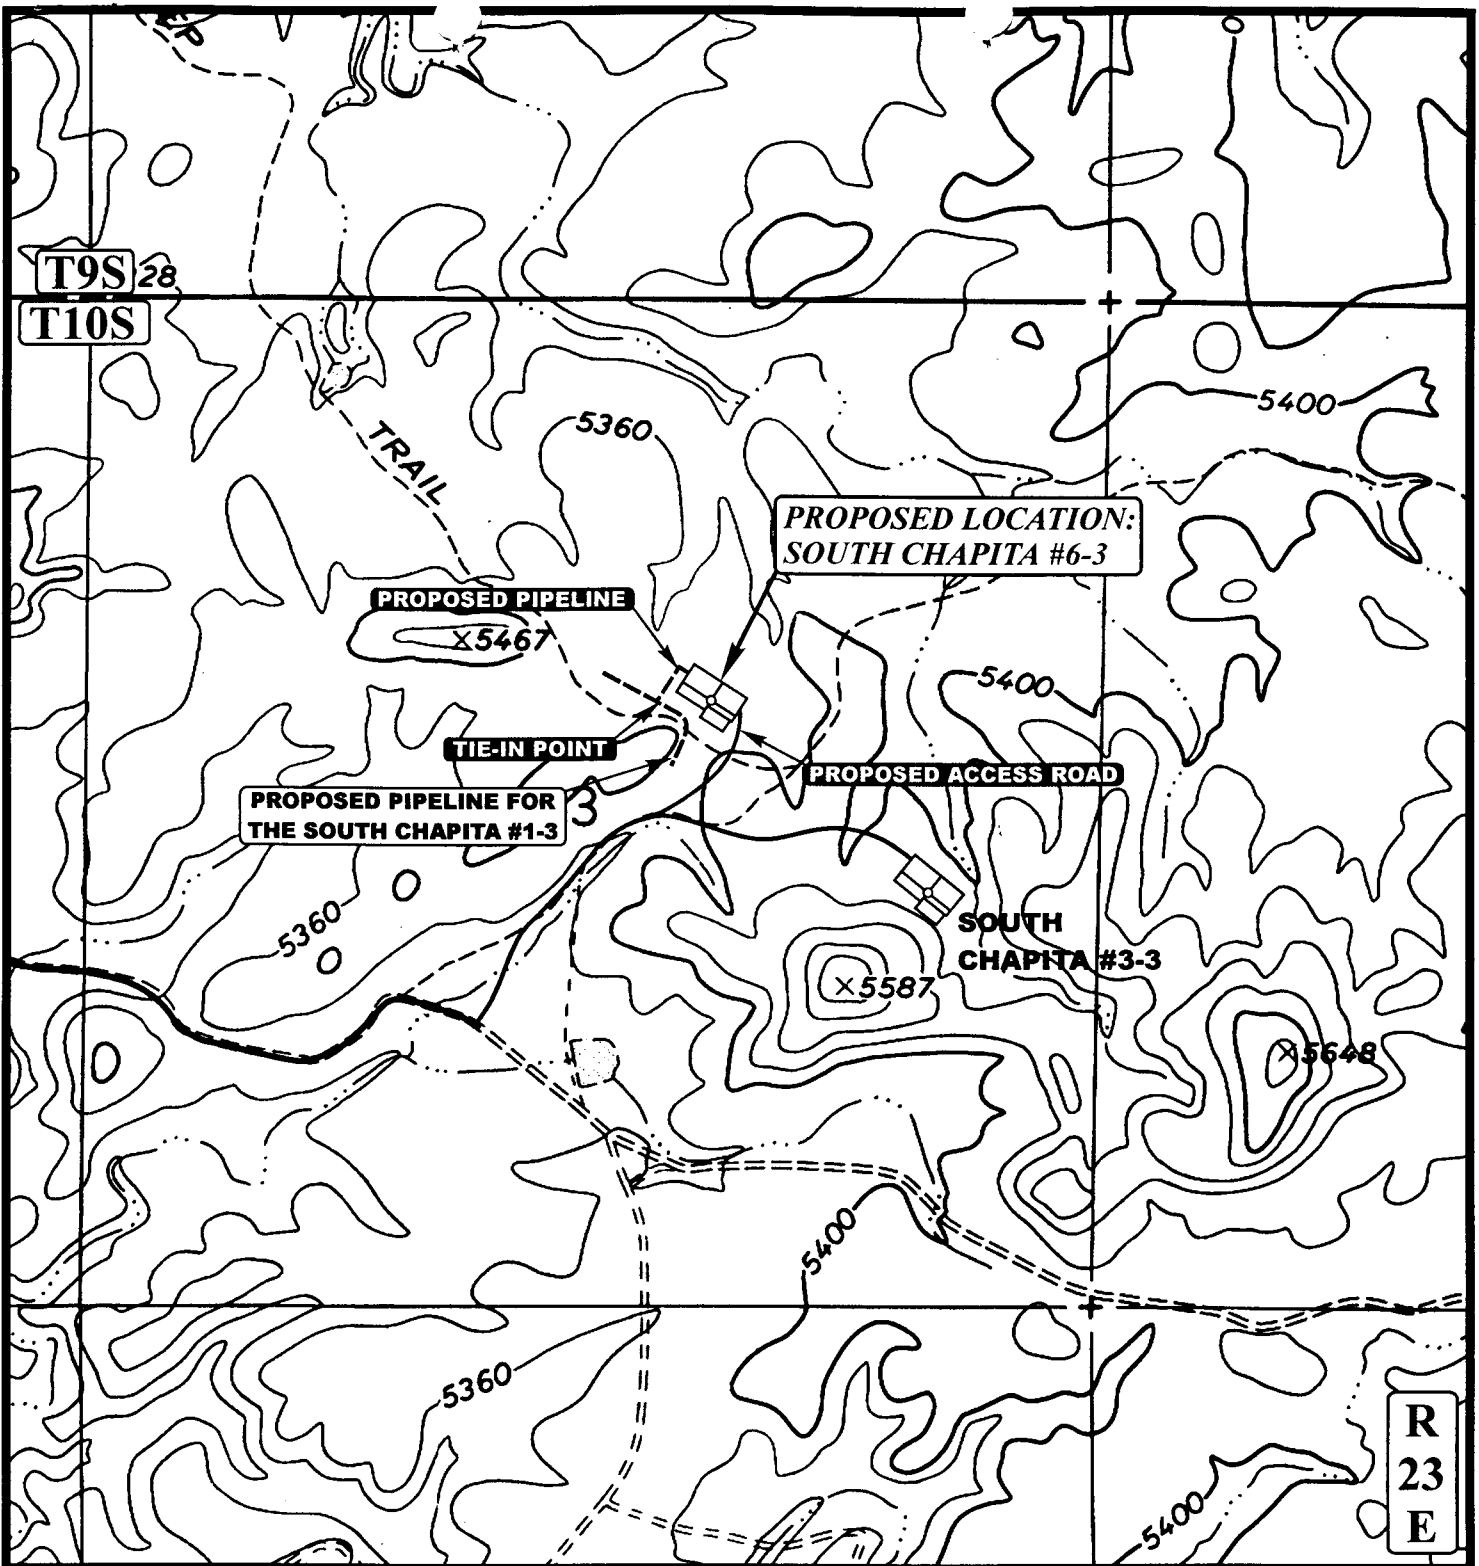 T9S
28
T10S
5360
5400
TRAIL
PROPOSED LOCATION:
SOUTH CHAPITA #6-3
PROPOSED PIPELINE
5467
5400
TIE-IN POINT
PROPOSED ACCESS ROAD
PROPOSED PIPELINE FOR
THE SOUTH CHAPITA #1-3
3
5360
SOUTH
CHAPITA #3-3
5587
5648
5400
5360
5400
R
23
E